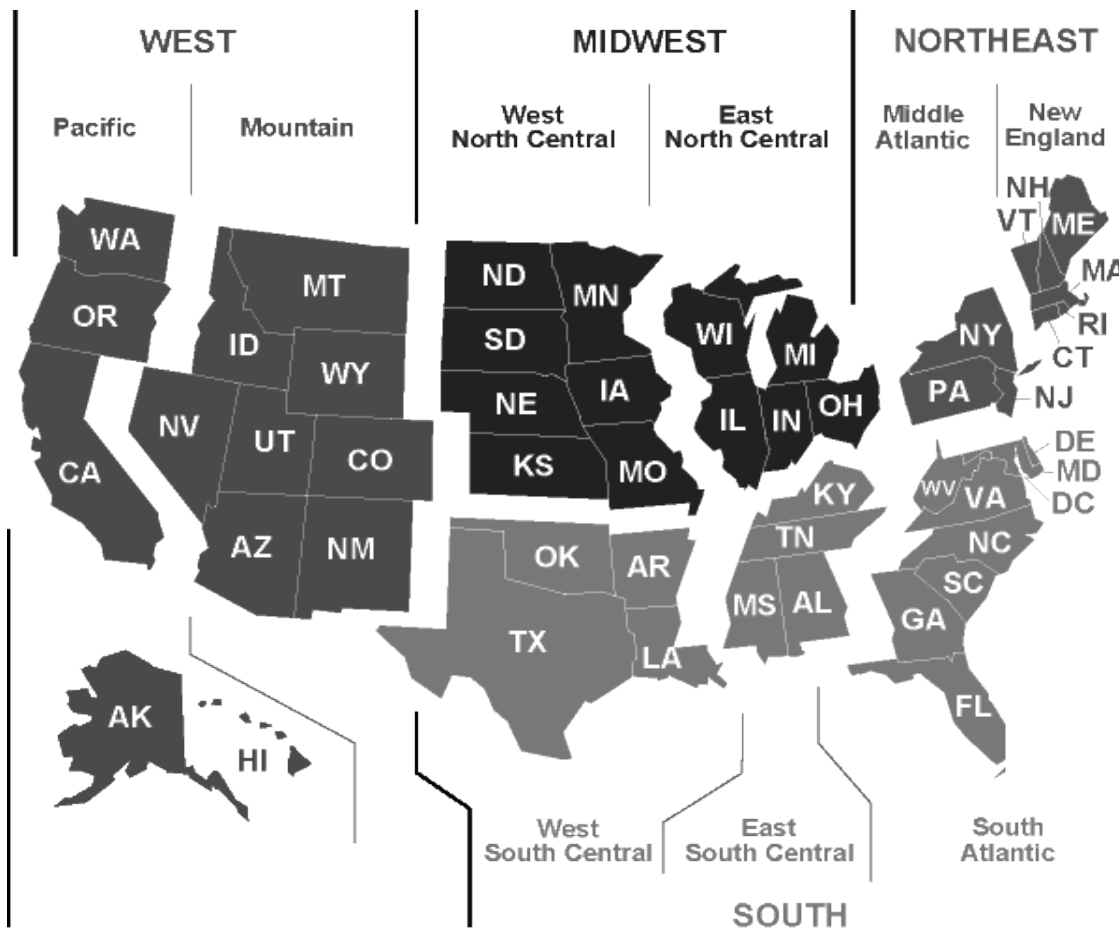 WEST
MIDWEST
NORTHEAST
Pacific
Mountain
West
North Central
East
North Central
Middle
Atlantic
New
England
NH
VT
ME
WA
MA
MT
ND
MN
OR
RI
ID
SD
WI
NY
MI
CT
WY
IA
PA
NE
NJ
NV
IL
IN
OH
UT
CO
KS
MO
DE
CA
MD
KY
WV
VA
DC
AZ
NM
OK
AR
TN
NC
SC
MS
AL
GA
TX
LA
AK
FL
HI
West
South Central
East
South Central
South
Atlantic
SOUTH